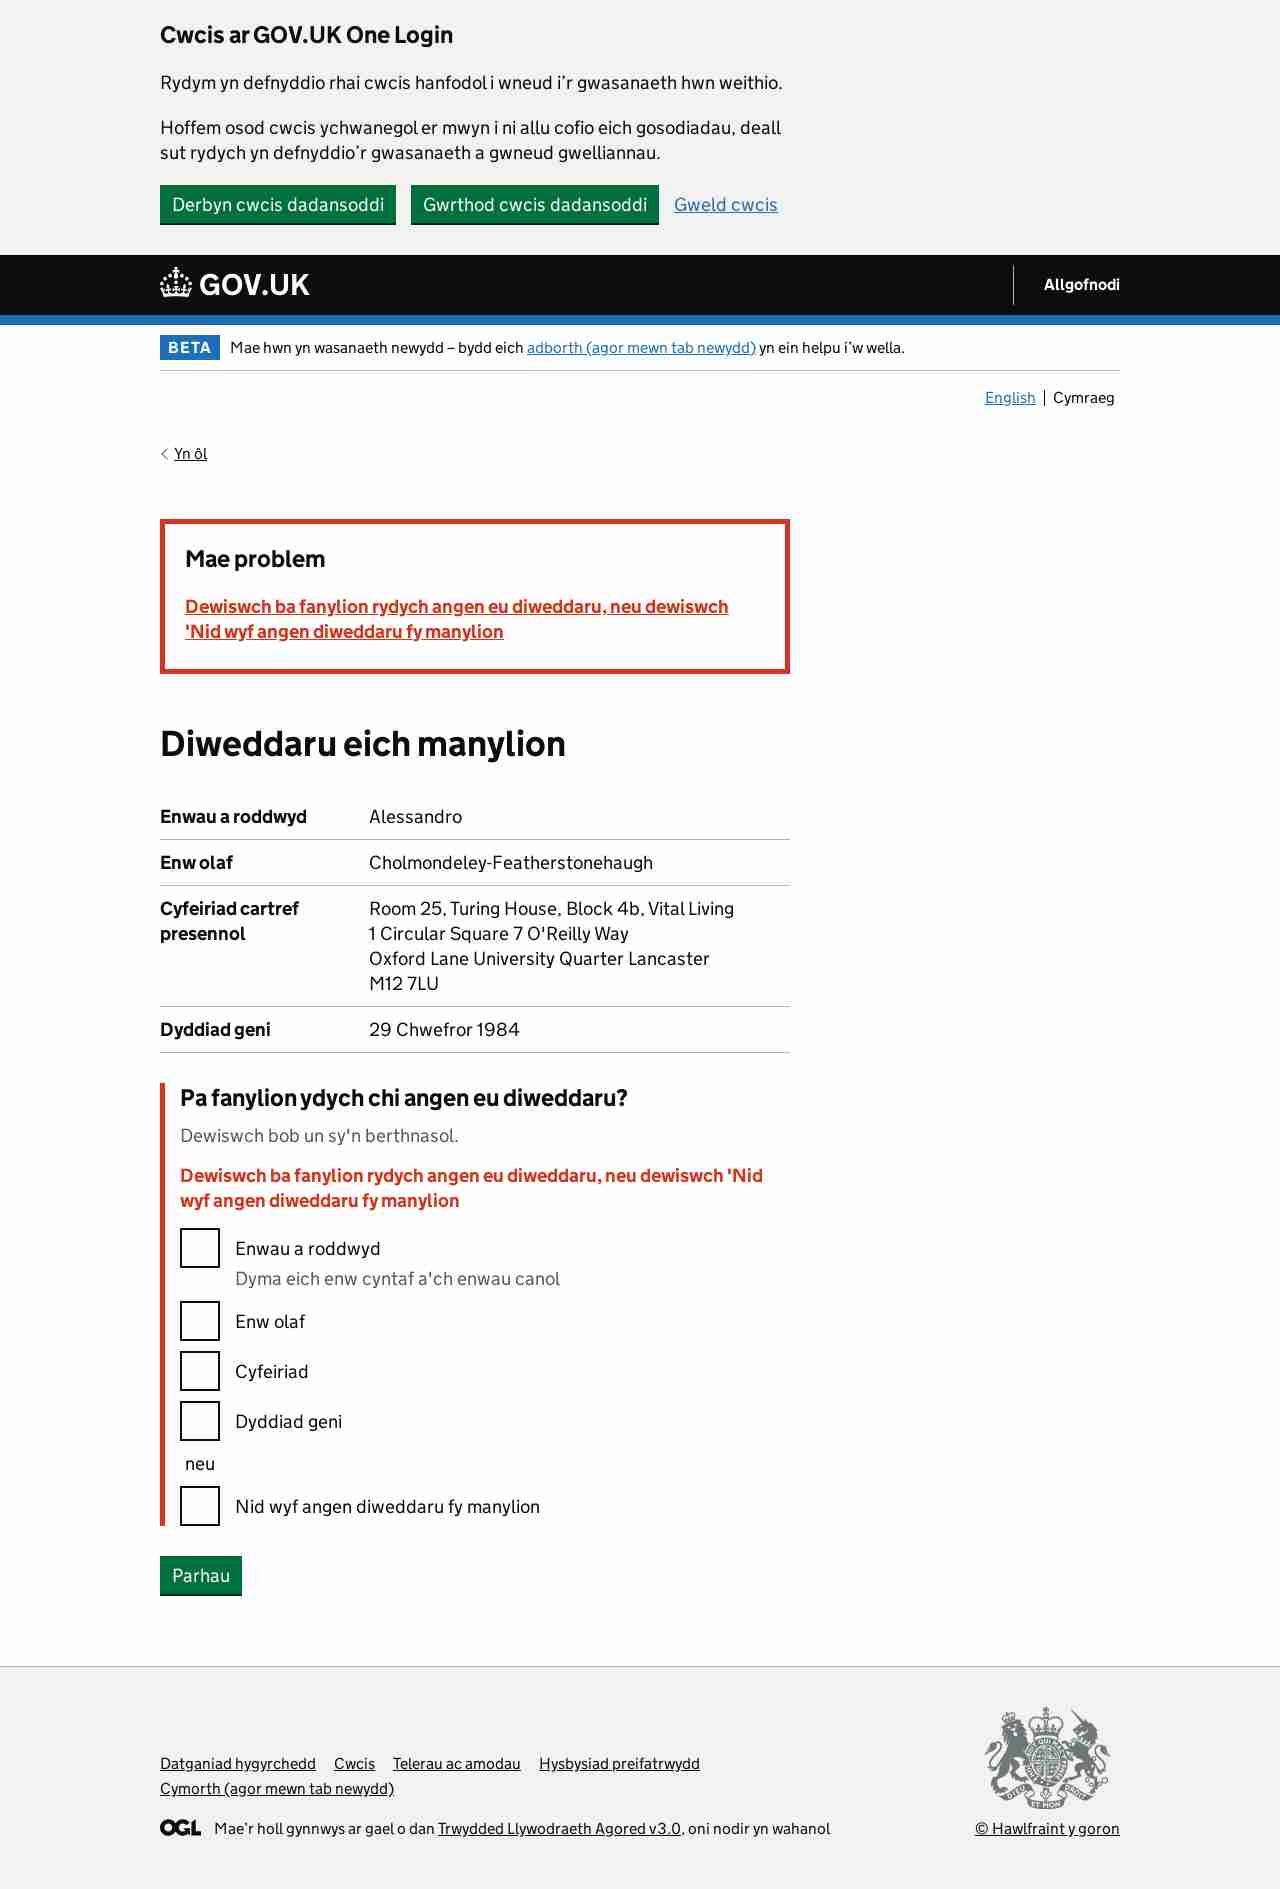 Cwcis ar GOV.UK One Login
Rydym yn defnyddio rhai cwcis hanfodol i wneud i’r gwasanaeth hwn weithio.
Hoffem osod cwcis ychwanegol er mwyn i ni allu cofio eich gosodiadau, deall
sut rydych yn defnyddio’r gwasanaeth a gwneud gwelliannau.
Derbyn cwcis dadansoddi Gwrthod cwcis dadansoddi Gweld cwcis
GOV.UK Allgofnodi
BETA Mae hwn yn wasanaeth newydd – bydd eich adborth (agor mewn tab newydd) yn ein helpu i’w wella.
English Cymraeg
Yn ôl
Mae problem
Dewiswch ba fanylion rydych angen eu diweddaru, neu dewiswch
'Nid wyf angen diweddaru fy manylion
Diweddaru eich manylion
Enwau a roddwyd Alessandro
Enw olaf Cholmondeley-Featherstonehaugh
Cyfeiriad cartref Room 25, Turing House, Block 4b, Vital Living
presennol 1 Circular Square 7 O'Reilly Way
Oxford Lane University Quarter Lancaster
M12 7LU
Dyddiad geni 29 Chwefror 1984
Pa fanylion ydych chi angen eu diweddaru?
Dewiswch bob un sy'n berthnasol.
Dewiswch ba fanylion rydych angen eu diweddaru, neu dewiswch 'Nid
wyf angen diweddaru fy manylion
Enwau a roddwyd
Dyma eich enw cyntaf a'ch enwau canol
Enw olaf
Cyfeiriad
Dyddiad geni
neu
Nid wyf angen diweddaru fy manylion
Parhau
Datganiad hygyrchedd Cwcis Telerau ac amodau Hysbysiad preifatrwydd
Cymorth (agor mewn tab newydd)
OGL Mae’r holl gynnwys ar gael o dan Trwydded Llywodraeth Agored v3.0, oni nodir yn wahanol
© Hawlfraint y goron